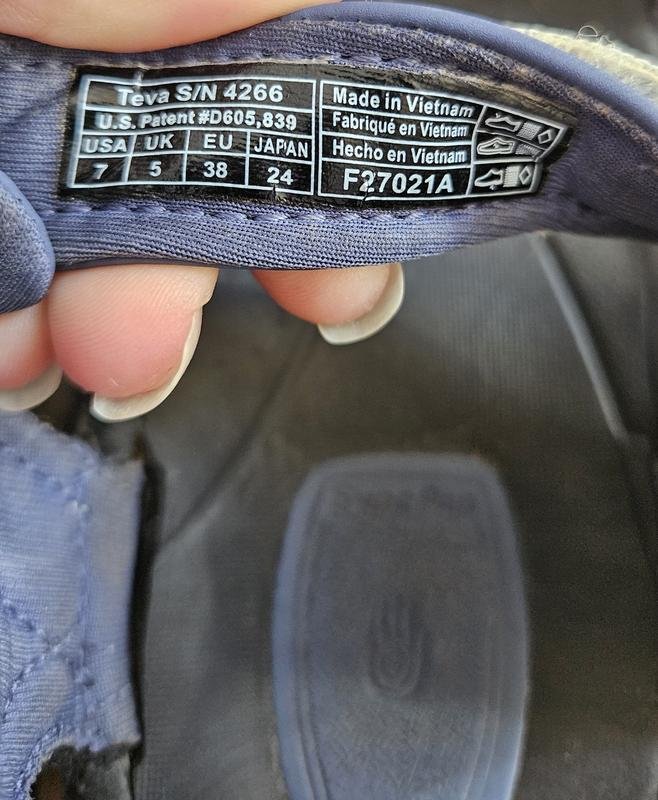 Teva S/N 4266
U.S. Patent #D605,839
USA UK EU JAPAN
7 5 38 24
Made in Vietnam
Fabriqué en Vietnam
Hecho en Vietnam
F27021A